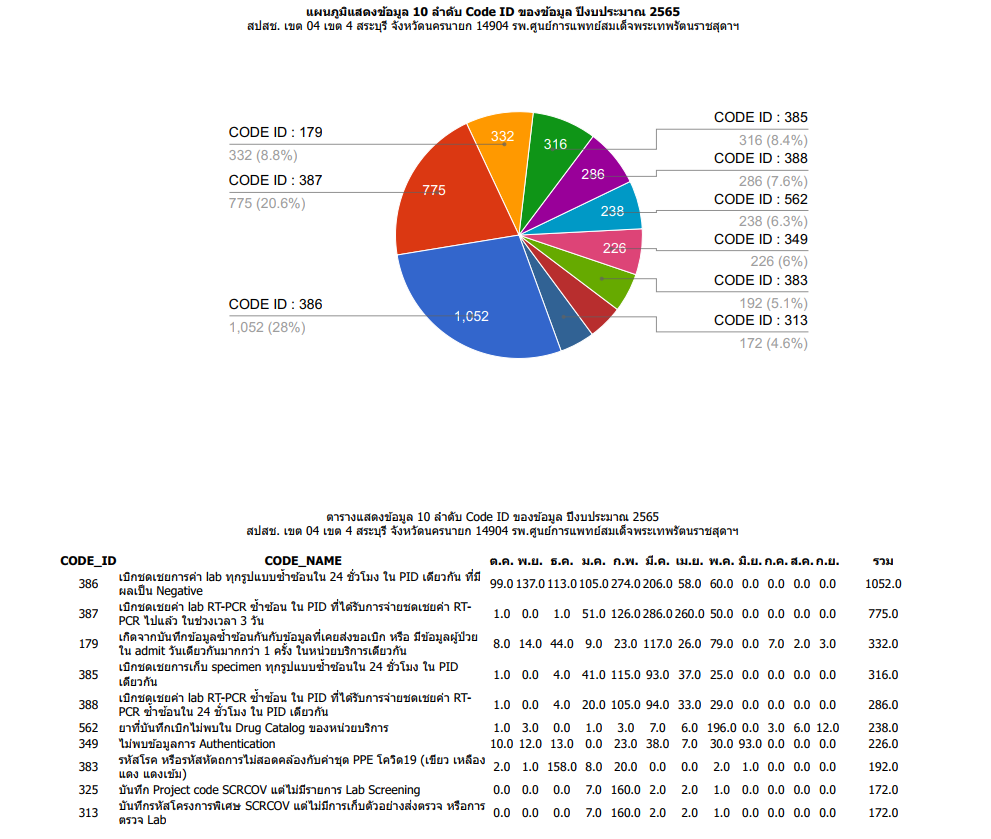 แผนภูมิแสดงข้อมูล 10 ลำดับ Code ID ของข้อมูล ปีงบประมาณ 2565
สปสช. เขต 04 เขต 4 สระบุรี จังหวัดนครนายก 14904 รพ.ศูนย์การแพทย์สมเด็จพระเทพรัตนราชสุดาฯ
CODE ID : 179
332 (8.8%)
CODE ID : 387
775 (20.6%)
CODE ID : 386
1,052 (28%)
332
316
286
238
226
775
1,052
CODE ID : 385
316 (8.4%)
CODE ID : 388
286 (7.6%)
CODE ID : 562
238 (6.3%)
CODE ID : 349
226 (6%)
CODE ID : 383
192 (5.1%)
CODE ID : 313
172 (4.6%)
ตารางแสดงข้อมูล 10 ลำดับ Code ID ของข้อมูล ปีงบประมาณ 2565
สปสช. เขต 04 เขต 4 สระบุรี จังหวัดนครนายก 14904 รพ.ศูนย์การแพทย์สมเด็จพระเทพรัตนราชสุดาฯ
CODE_ID CODE_NAME ต.ค. พ.ย. ธ.ค. ม.ค. ก.พ. มี.ค. เม.ย. พ.ค. มิ.ย. ก.ค. ส.ค. ก.ย. รวม
386 เบิกชดเชยการค่า lab ทุกรูปแบบซ้ำซ้อนใน 24 ชั่วโมง ใน PID เดียวกัน ที่มี 99.0 137.0 113.0 105.0 274.0 206.0 58.0 60.0 0.0 0.0 0.0 0.0 1052.0
ผลเป็น Negative
387 เบิกชดเชยค่า lab RT-PCR ซ้ำซ้อน ใน PID ที่ได้รับการจ่ายชดเชยค่า RT- 1.0 0.0 1.0 51.0 126.0 286.0 260.0 50.0 0.0 0.0 0.0 0.0 775.0
PCR ไปแล้ว ในช่วงเวลา 3 วัน
179 เกิดจากบันทึกข้อมูลซ้ำซ้อนกันกับข้อมูลที่เคยส่งขอเบิก หรือ มีข้อมูลผู้ป่วย 8.0 14.0 44.0 9.0 23.0 117.0 26.0 79.0 0.0 7.0 2.0 3.0 332.0
ใน admit วันเดียวกันมากกว่า 1 ครั้ง ในหน่วยบริการเดียวกัน
385 เบิกชดเชยการเก็บ specimen ทุกรูปแบบซ้ำซ้อนใน 24 ชั่วโมง ใน PID 1.0 0.0 4.0 41.0 115.0 93.0 37.0 25.0 0.0 0.0 0.0 0.0 316.0
เดียวกัน
388 เบิกชดเชยค่า lab RT-PCR ซ้ำซ้อน ใน PID ที่ได้รับการจ่ายชดเชยค่า RT- 1.0 0.0 4.0 20.0 105.0 94.0 33.0 29.0 0.0 0.0 0.0 0.0 286.0
PCR ซ้ำซ้อนใน 24 ชั่วโมง ใน PID เดียวกัน
562 ยาที่บันทึกเบิกไม่พบใน Drug Catalog ของหน่วยบริการ 1.0 3.0 0.0 1.0 3.0 7.0 6.0 196.0 0.0 3.0 6.0 12.0 238.0
349 ไม่พบข้อมูลการ Authentication 10.0 12.0 13.0 0.0 23.0 38.0 7.0 30.0 93.0 0.0 0.0 0.0 226.0
383 รหัสโรค หรือรหัสหัตถการไม่สอดคล้องกับค่าชุด PPE โควิด19 (เขียว เหลือง 2.0 1.0 158.0 8.0 20.0 0.0 0.0 2.0 1.0 0.0 0.0 0.0 192.0
แดง แดงเข้ม)
325 บันทึก Project code SCRCOV แต่ไม่มีรายการ Lab Screening 0.0 0.0 0.0 7.0 160.0 2.0 2.0 1.0 0.0 0.0 0.0 0.0 172.0
313 บันทึกรหัสโครงการพิเศษ SCRCOV แต่ไม่มีการเก็บตัวอย่างส่งตรวจ หรือการ 0.0 0.0 0.0 7.0 160.0 2.0 2.0 1.0 0.0 0.0 0.0 0.0 172.0
ตรวจ Lab